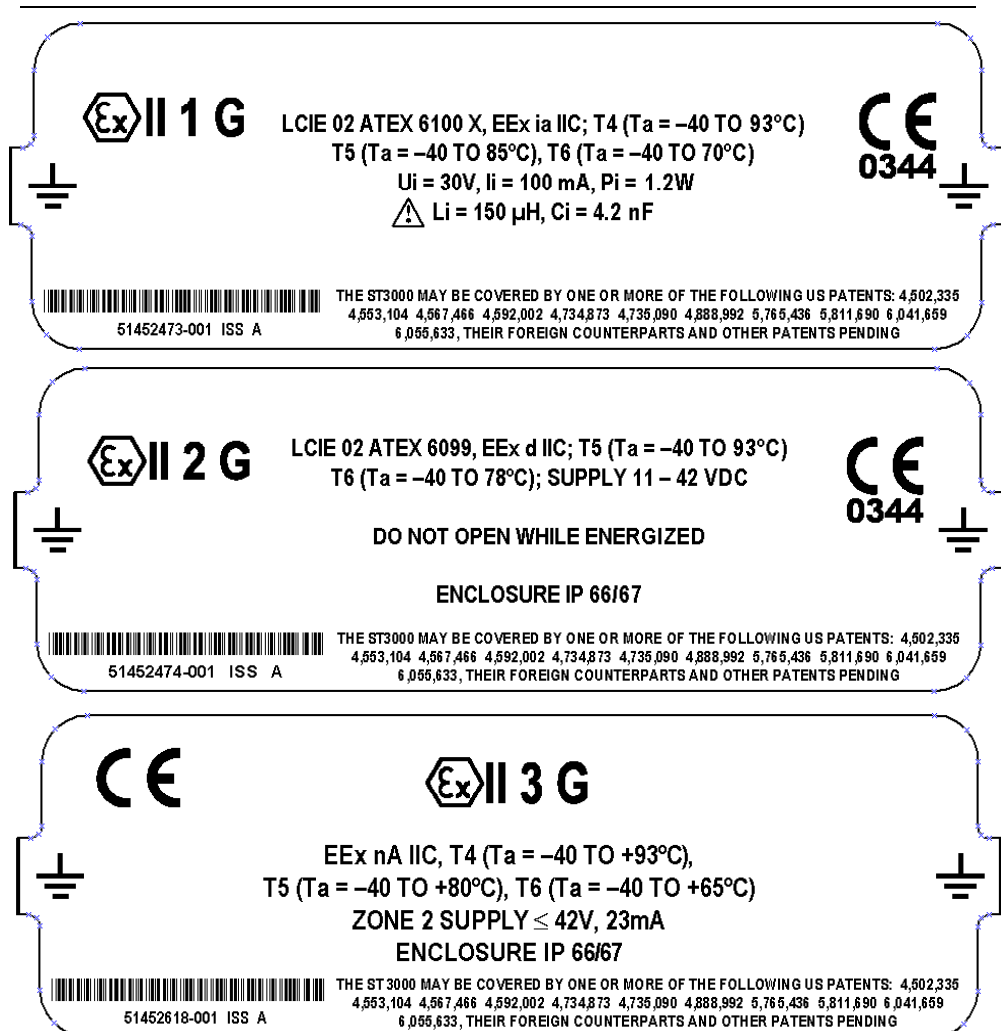 Ex II 1 G
LCIE 02 ATEX 6100 X, EEx ia IIC; T4 (Ta = –40 TO 93ºC)
T5 (Ta = –40 TO 85ºC), T6 (Ta = –40 TO 70ºC)
Ui = 30V, Ii = 100 mA, Pi = 1.2W
⚠ Li = 150 µH, Ci = 4.2 nF
CE
0344
51452473-001 ISS A
THE ST3000 MAY BE COVERED BY ONE OR MORE OF THE FOLLOWING US PATENTS: 4,502,335
4,553,104 4,567,466 4,592,002 4,734,873 4,735,090 4,888,992 5,765,436 5,811,690 6,041,659
6,055,633, THEIR FOREIGN COUNTERPARTS AND OTHER PATENTS PENDING
Ex II 2 G
LCIE 02 ATEX 6099, EEx d IIC; T5 (Ta = –40 TO 93ºC)
T6 (Ta = –40 TO 78ºC); SUPPLY 11 – 42 VDC
DO NOT OPEN WHILE ENERGIZED
ENCLOSURE IP 66/67
CE
0344
51452474-001 ISS A
THE ST3000 MAY BE COVERED BY ONE OR MORE OF THE FOLLOWING US PATENTS: 4,502,335
4,553,104 4,567,466 4,592,002 4,734,873 4,735,090 4,888,992 5,765,436 5,811,690 6,041,659
6,055,633, THEIR FOREIGN COUNTERPARTS AND OTHER PATENTS PENDING
CE
Ex II 3 G
EEx nA IIC, T4 (Ta = –40 TO +93ºC),
T5 (Ta = –40 TO +80ºC), T6 (Ta = –40 TO +65ºC)
ZONE 2 SUPPLY ≤ 42V, 23mA
ENCLOSURE IP 66/67
51452618-001 ISS A
THE ST3000 MAY BE COVERED BY ONE OR MORE OF THE FOLLOWING US PATENTS: 4,502,335
4,553,104 4,567,466 4,592,002 4,734,873 4,735,090 4,888,992 5,765,436 5,811,690 6,041,659
6,055,633, THEIR FOREIGN COUNTERPARTS AND OTHER PATENTS PENDING